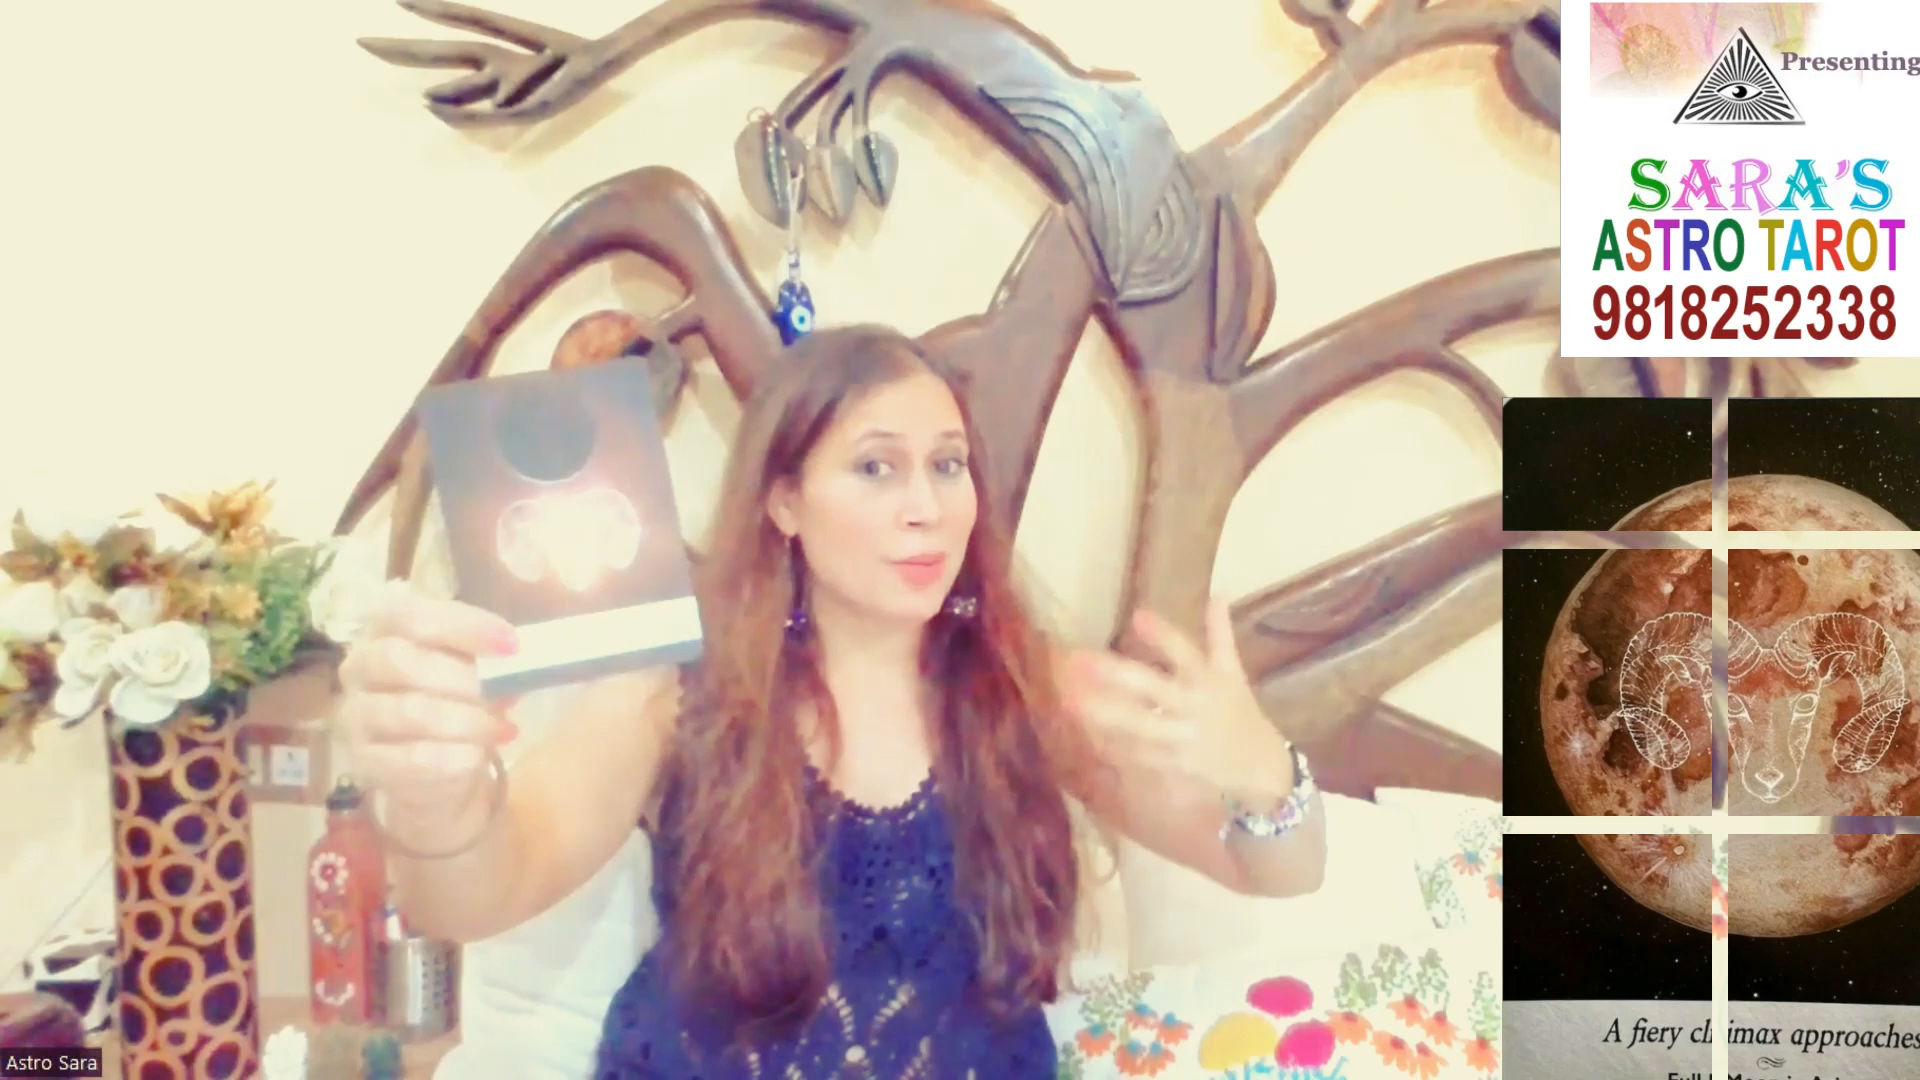 Presenting
SARA'S
ASTRO TAROT
9818252338
A fiery climax approaches
Astro Sara